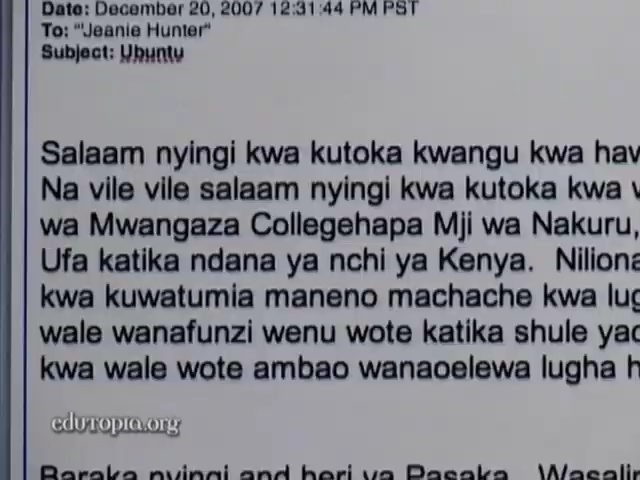 Date: December 20, 2007 12:31:44 PM PST
To: "Jeanie Hunter"
Subject: Ubuntu
Salaam nyingi kwa kutoka kwangu kwa
Na vile vile salaam nyingi kwa kutoka kwa
wa Mwangaza Collegehapa Mji wa Nakuru,
Ufa katika ndana ya nchi ya Kenya.
kwa kuwatumia maneno machache kwa
wale wanafunzi wenu wote katika shule
kwa wale wote ambao wanaoelewa lugha
edutopia.org
Baraka nyingi and heri ya Pasaka.